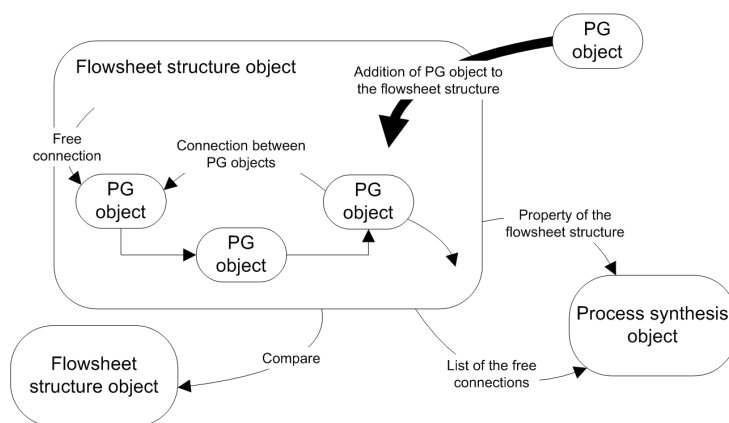 PG
object
Flowsheet structure object
Addition of PG object to
the flowsheet structure
Free
connection
Connection between
PG objects
PG
object
PG
object
PG
object
Property of the
flowsheet structure
Process synthesis
object
Flowsheet
structure object
Compare
List of the free
connections